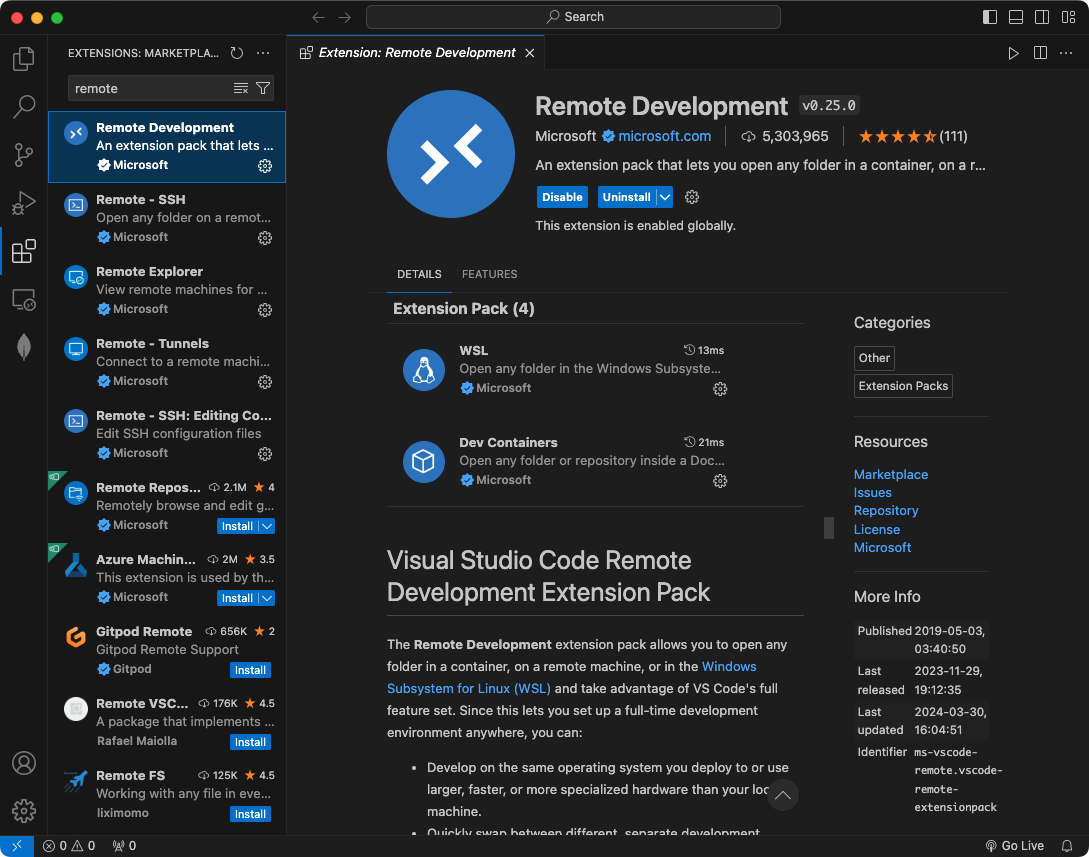 Search
EXTENSIONS: MARKETPLA...
remote
Remote Development
An extension pack that lets ...
Microsoft
Remote - SSH
Open any folder on a remot...
Microsoft
Remote Explorer
View remote machines for ...
Microsoft
Remote - Tunnels
Connect to a remote machi...
Microsoft
Remote - SSH: Editing Co...
Edit SSH configuration files
Microsoft
Remote Repos... 2.1M 4
Remotely browse and edit g...
Microsoft Install
Azure Machin... 2M 3.5
This extension is used by th...
Microsoft Install
Gitpod Remote 656K 2
Gitpod Remote Support
Gitpod Install
Remote VSC... 176K 4.5
A package that implements ...
Rafael Maiolla Install
Remote FS 125K 4.5
Working with any file in eve...
liximomo Install
Extension: Remote Development
Remote Development v0.25.0
Microsoft microsoft.com 5,303,965 (111)
An extension pack that lets you open any folder in a container, on a r...
Disable Uninstall
This extension is enabled globally.
DETAILS FEATURES
Extension Pack (4)
WSL 13ms
Open any folder in the Windows Subsyste...
Microsoft
Dev Containers 21ms
Open any folder or repository inside a Doc...
Microsoft
Visual Studio Code Remote
Development Extension Pack
The Remote Development extension pack allows you to open any
folder in a container, on a remote machine, or in the Windows
Subsystem for Linux (WSL) and take advantage of VS Code's full
feature set. Since this lets you set up a full-time development
environment anywhere, you can:
• Develop on the same operating system you deploy to or use
larger, faster, or more specialized hardware than your
machine.
• Quickly swap between different, separate development
Categories
Other
Extension Packs
Resources
Marketplace
Issues
Repository
License
Microsoft
More Info
Published 2019-05-03,
03:40:50
Last 2023-11-29,
released 19:12:35
Last 2024-03-30,
updated 16:04:51
Identifier ms-vscode-
remote.vscode-
remote-
extensionpack
0 0 0
Go Live